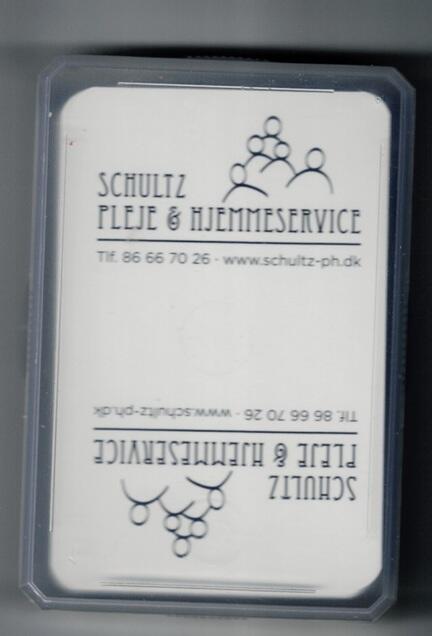 SCHULTZ
PLEJE & HJEMMESERVICE
Tlf. 86 66 70 26 - www.schultz-ph.dk
SCHULTZ
PLEJE & HJEMMESERVICE
Tlf. 86 66 70 26 - www.schultz-ph.dk